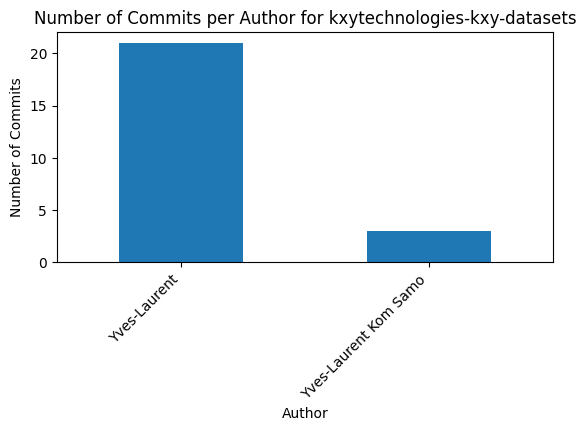 Number of Commits per Author for kxytechnologies-kxy-datasets
Number of Commits
20
15
10
5
0
Yves-Laurent
Yves-Laurent Kom Samo
Author